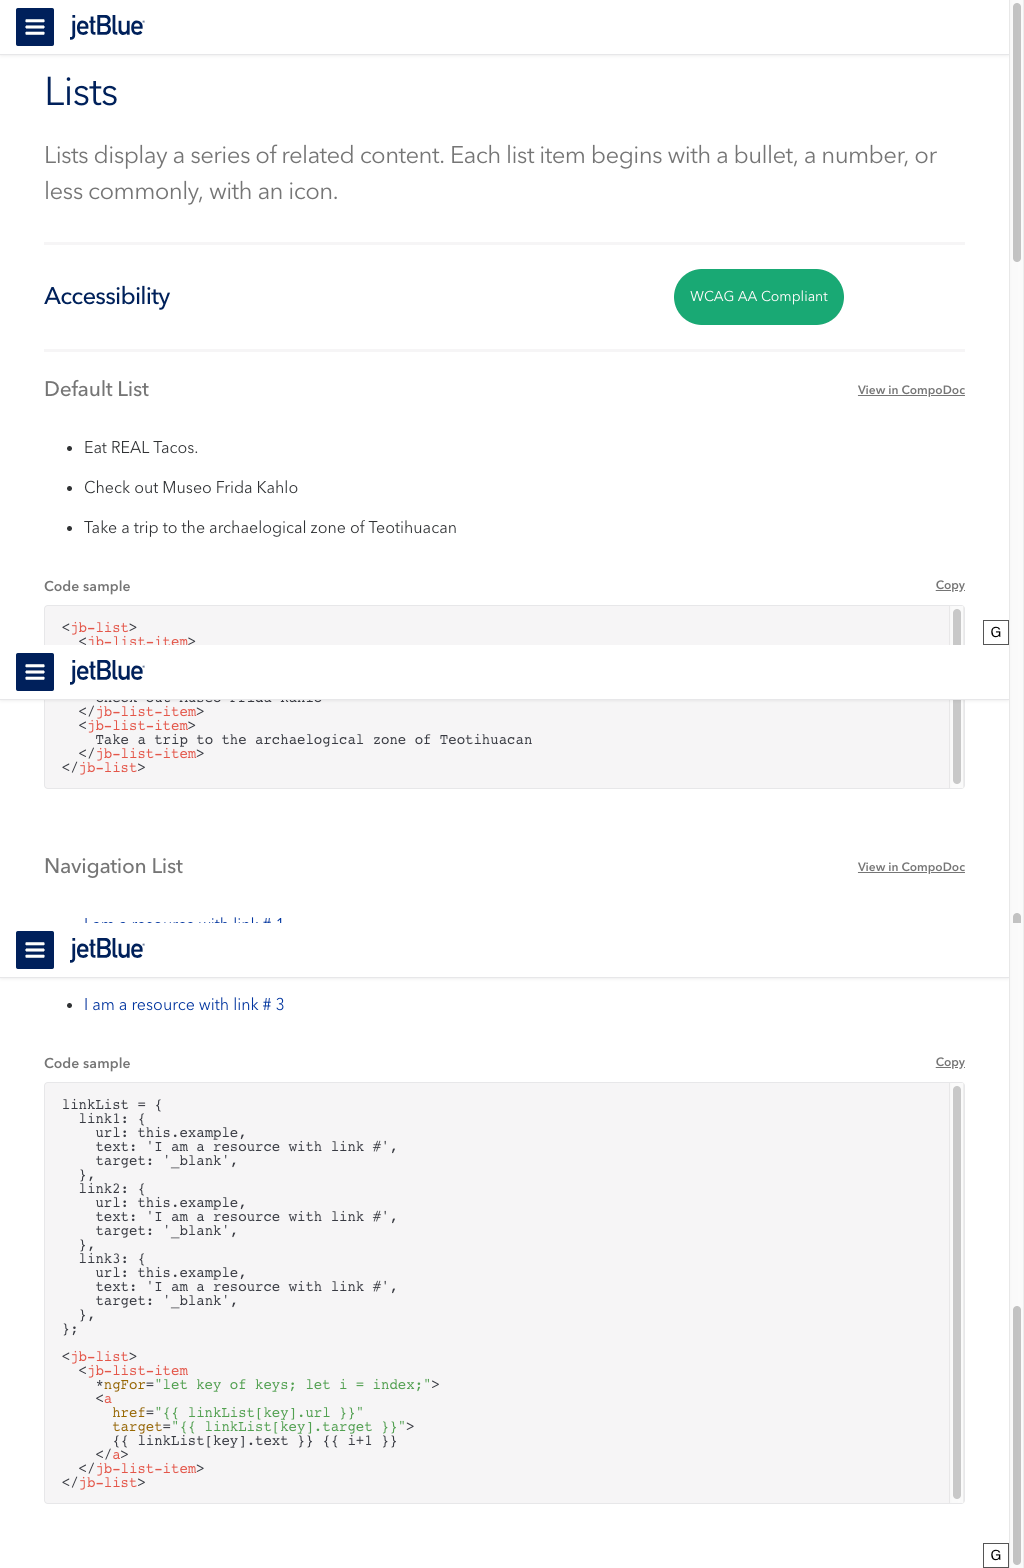 jetBlue
Lists
Lists display a series of related content. Each list item begins with a bullet, a number, or
less commonly, with an icon.
Accessibility
WCAG AA Compliant
Default List
View in CompoDoc
• Eat REAL Tacos.
• Check out Museo Frida Kahlo
• Take a trip to the archaelogical zone of Teotihuacan
Code sample
Copy
<jb-list>
<jb-list-item>
G
jetBlue
</jb-list-item>
<jb-list-item>
Take a trip to the archaelogical zone of Teotihuacan
</jb-list-item>
</jb-list>
Navigation List
View in CompoDoc
I am a resource with link # 1
jetBlue
• I am a resource with link # 3
Code sample
Copy
linkList = {
link1: {
url: this.example,
text: 'I am a resource with link #',
target: '_blank',
},
link2: {
url: this.example,
text: 'I am a resource with link #',
target: '_blank',
},
link3: {
url: this.example,
text: 'I am a resource with link #',
target: '_blank',
},
};
<jb-list>
<jb-list-item
*ngFor="let key of keys; let i = index;">
<a
href="{{ linkList[key].url }}"
target="{{ linkList[key].target }}">
{{ linkList[key].text }} {{ i+1 }}
</a>
</jb-list-item>
</jb-list>
G